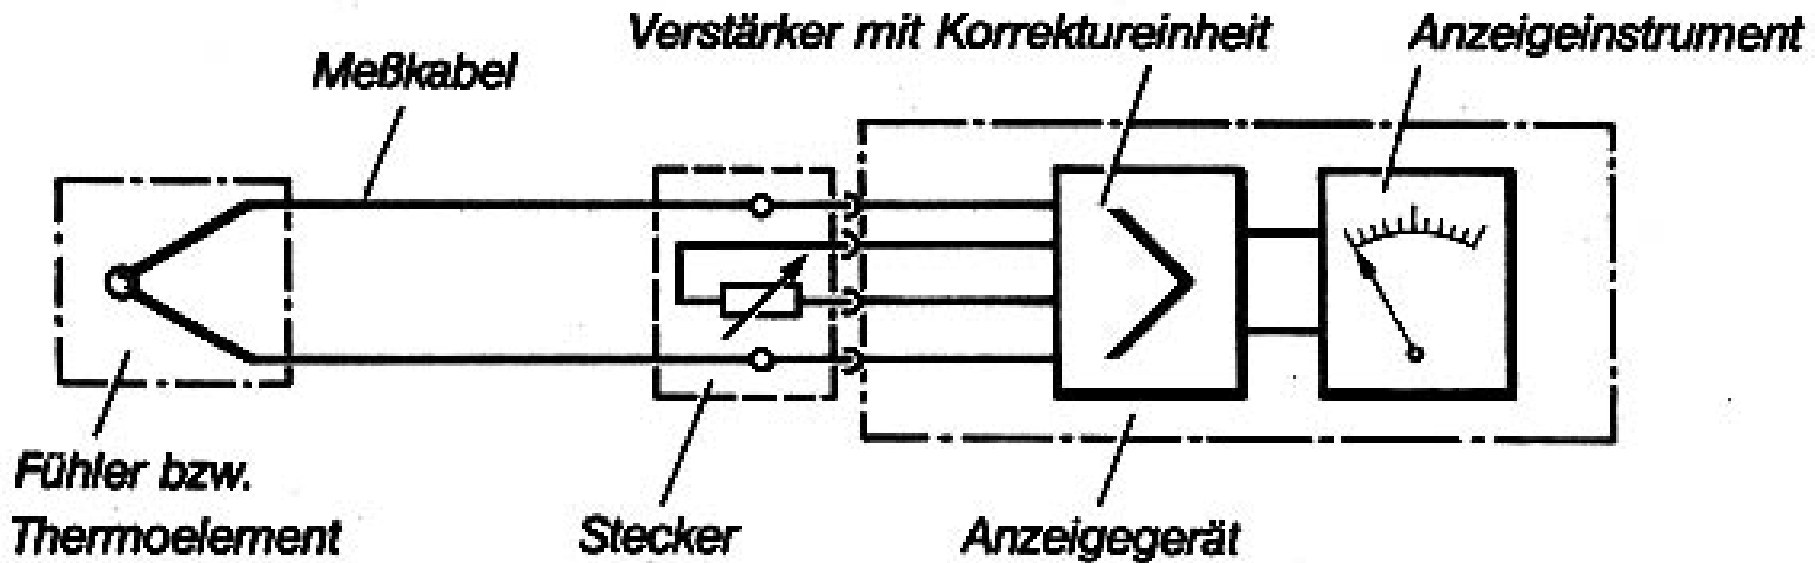 Verstärker mit Korrektureinheit
Anzeigeinstrument
Meßkabel
Fühler bzw.
Thermoelement
Stecker
Anzeigegerät